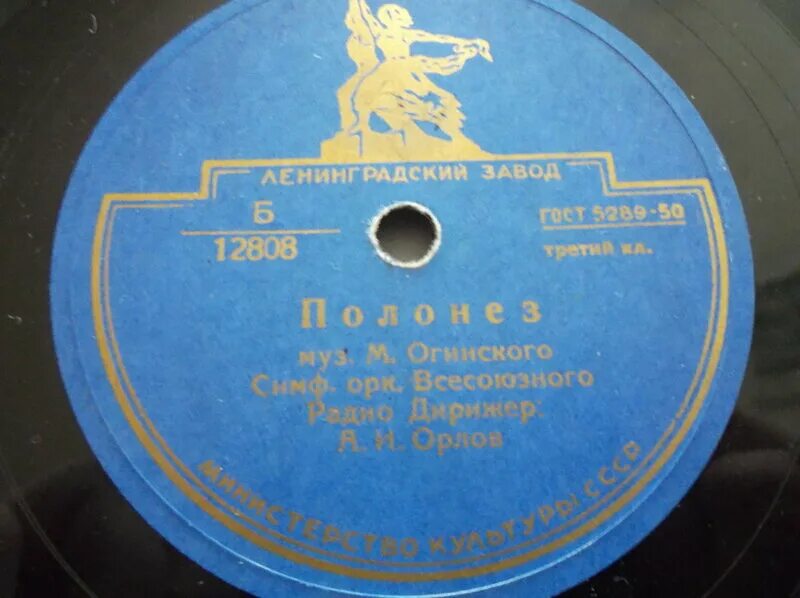 ЛЕНИНГРАДСКИЙ ЗАВОД
Б
12808
ГОСТ 5289-50
третий кл.
Полонез
муз. М. Огинского
Симф. орк. Всесоюзного
Радио Дирижер:
А. И. Орлов
МИНИСТЕРСТВО КУЛЬТУРЫ СССР